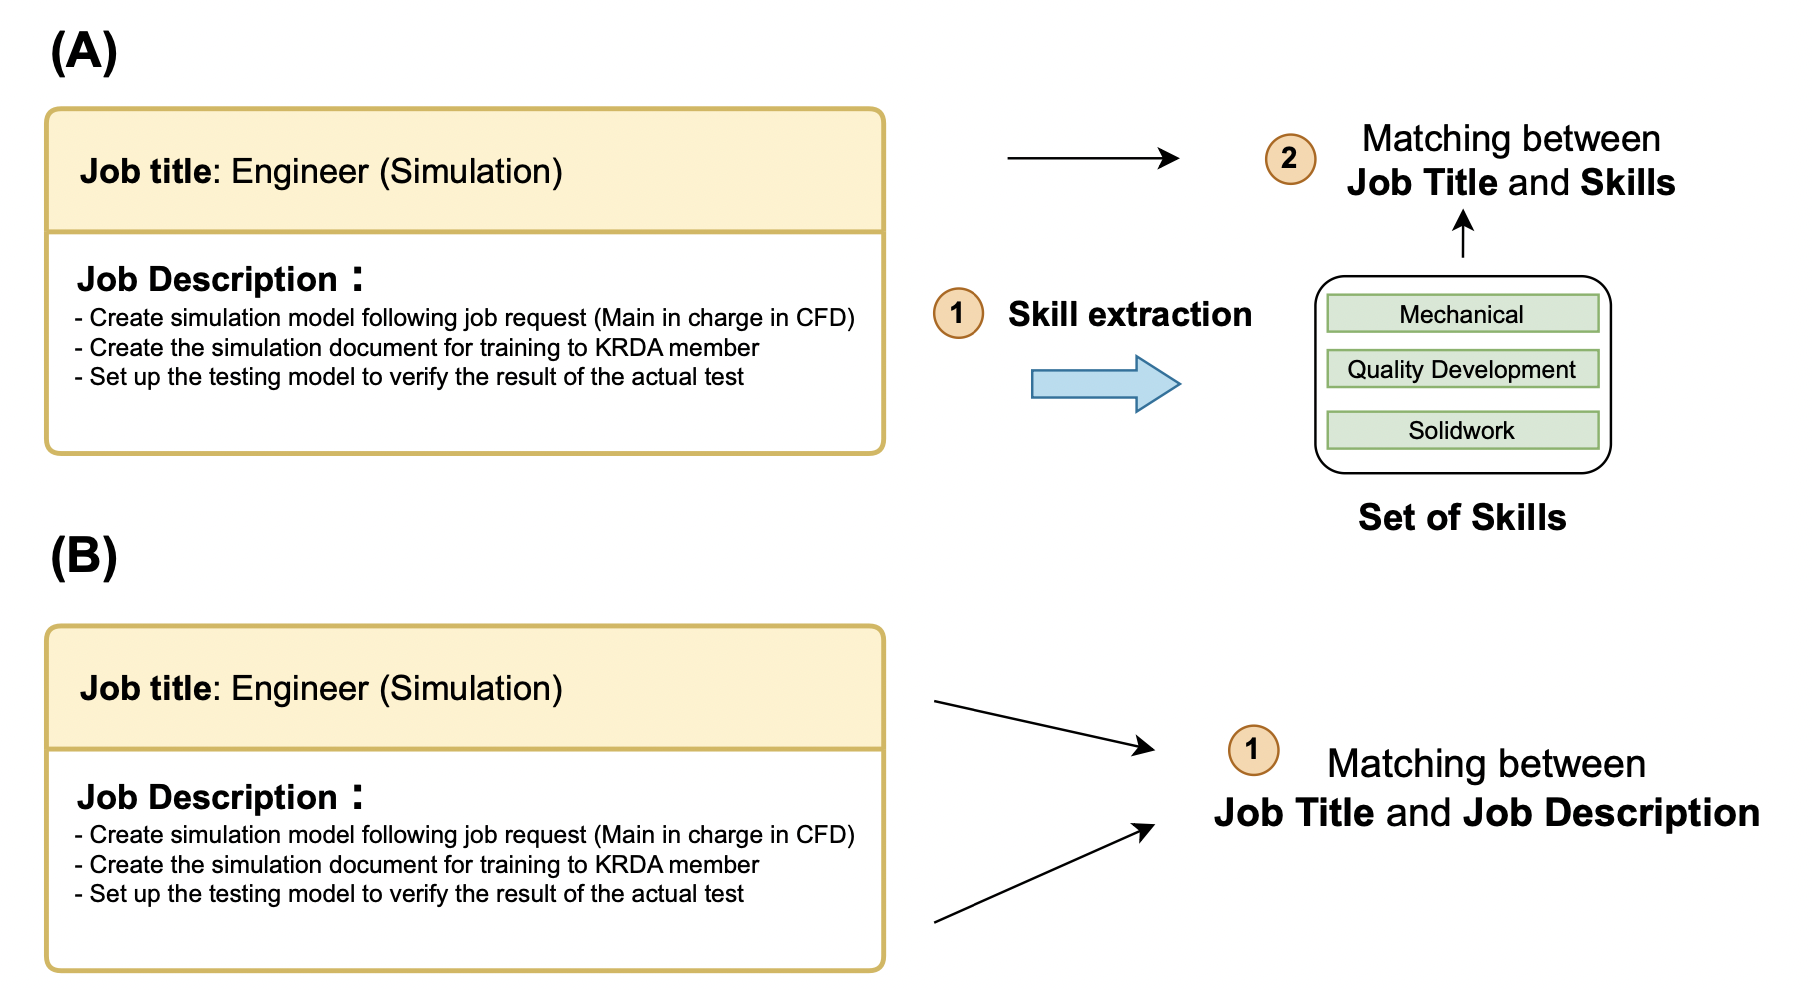 (A)
Job title: Engineer (Simulation)
Job Description：
- Create simulation model following job request (Main in charge in CFD)
- Create the simulation document for training to KRDA member
- Set up the testing model to verify the result of the actual test
1 Skill extraction
2 Matching between
Job Title and Skills
Mechanical
Quality Development
Solidwork
Set of Skills
(B)
Job title: Engineer (Simulation)
Job Description：
- Create simulation model following job request (Main in charge in CFD)
- Create the simulation document for training to KRDA member
- Set up the testing model to verify the result of the actual test
1 Matching between
Job Title and Job Description